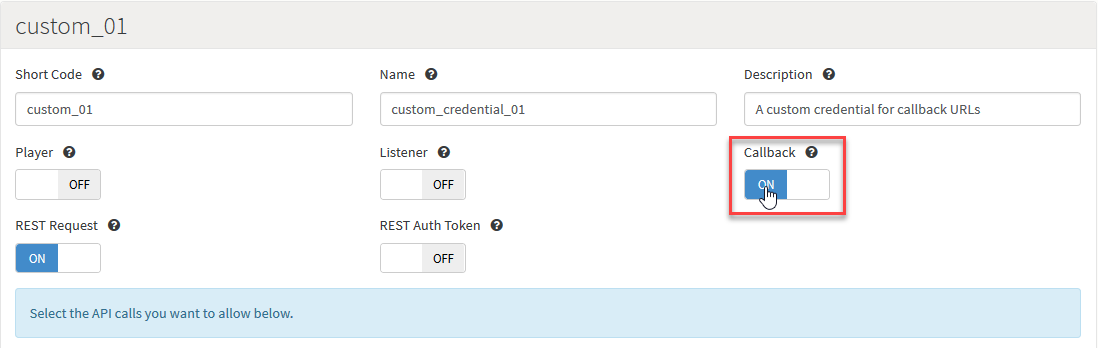 custom_01
Short Code Name Description
custom_01 custom_credential_01 A custom credential for callback URLs
Player Listener Callback
OFF OFF ON
REST Request REST Auth Token
ON OFF
Select the API calls you want to allow below.